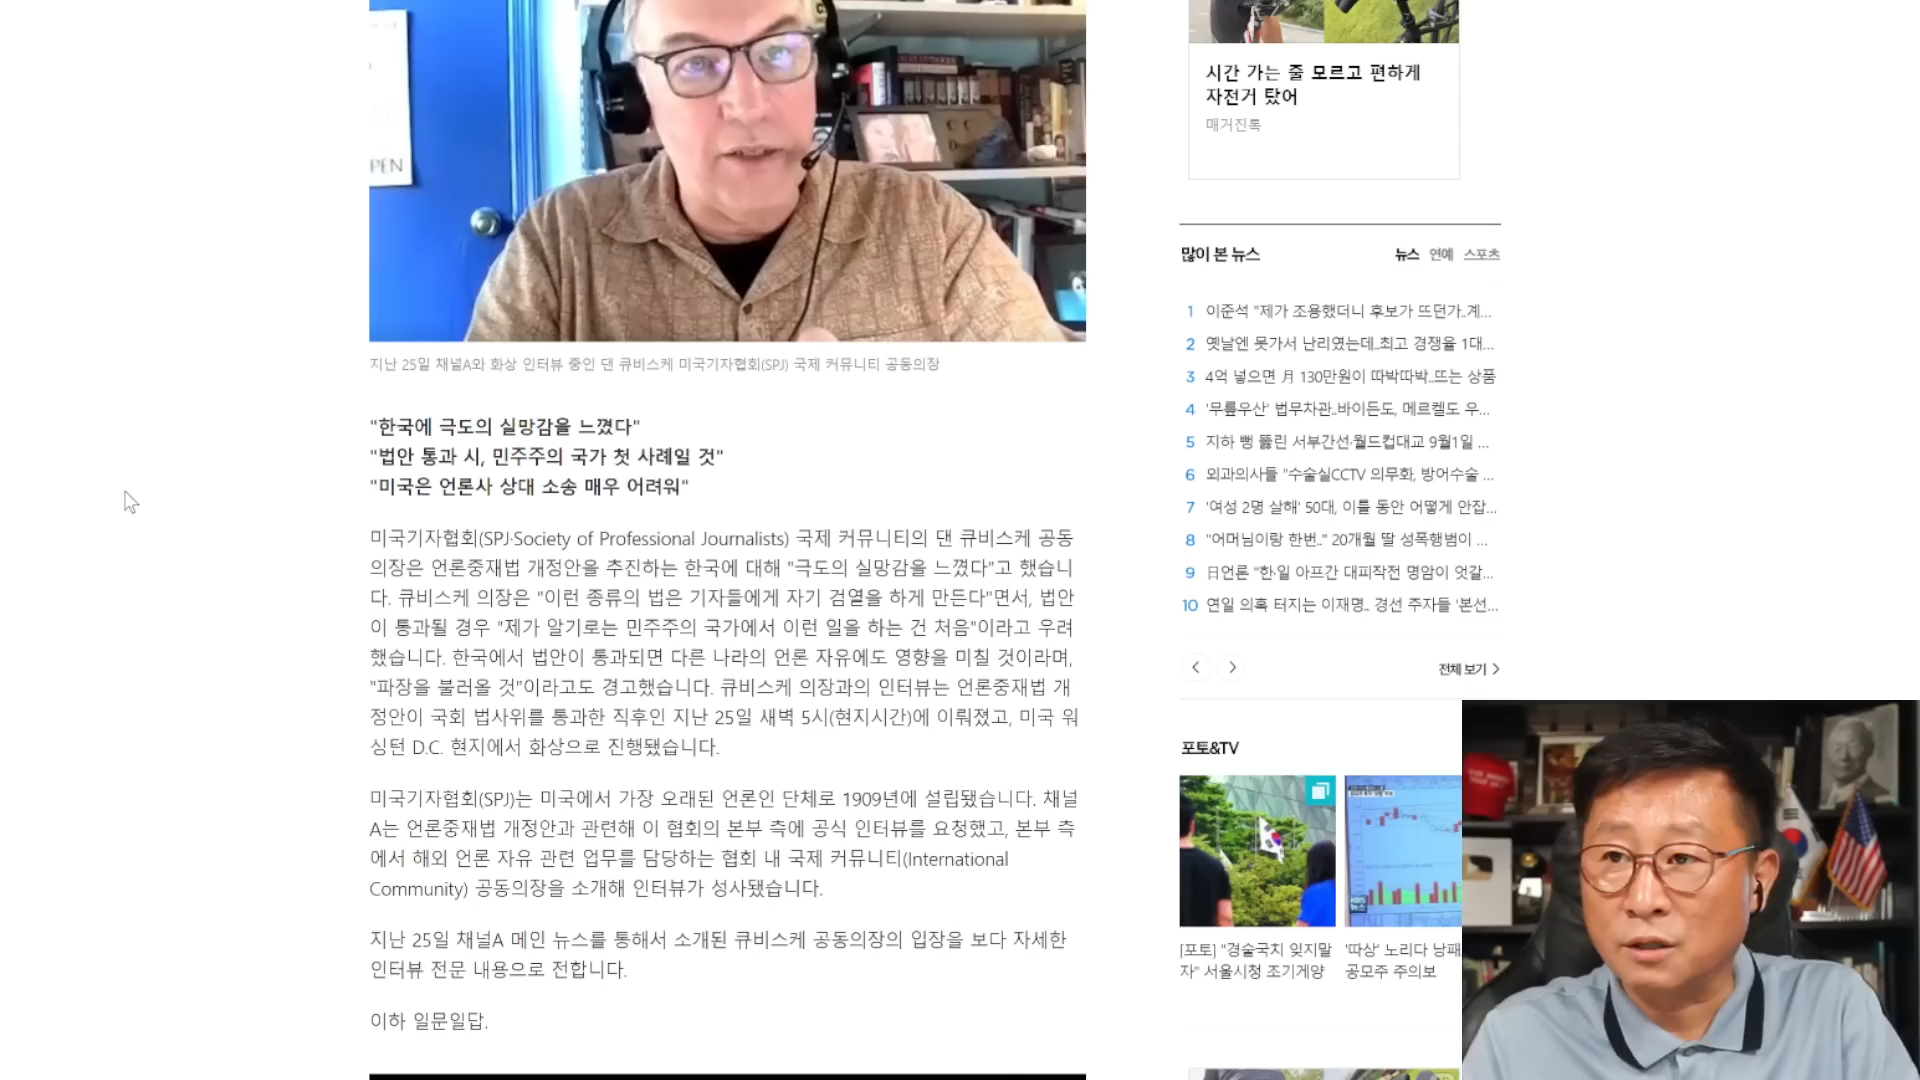 PEN
지난 25일 채널A와 화상 인터뷰 중인 댄 큐비스케 미국기자협회(SPJ) 국제 커뮤니티 공동의장
"한국에 극도의 실망감을 느꼈다"
"법안 통과 시, 민주주의 국가 첫 사례일 것"
"미국은 언론사 상대 소송 매우 어려워"
미국기자협회(SPJ·Society of Professional Journalists) 국제 커뮤니티의 댄 큐비스케 공동
의장은 언론중재법 개정안을 추진하는 한국에 대해 "극도의 실망감을 느꼈다"고 했습니
다. 큐비스케 의장은 "이런 종류의 법은 기자들에게 자기 검열을 하게 만든다"면서, 법안
이 통과될 경우 "제가 알기로는 민주주의 국가에서 이런 일을 하는 건 처음"이라고 우려
했습니다. 한국에서 법안이 통과되면 다른 나라의 언론 자유에도 영향을 미칠 것이라며,
"파장을 불러올 것"이라고도 경고했습니다. 큐비스케 의장과의 인터뷰는 언론중재법 개
정안이 국회 법사위를 통과한 직후인 지난 25일 새벽 5시(현지시간)에 이뤄졌고, 미국 워
싱턴 D.C. 현지에서 화상으로 진행됐습니다.
미국기자협회(SPJ)는 미국에서 가장 오래된 언론인 단체로 1909년에 설립됐습니다. 채널
A는 언론중재법 개정안과 관련해 이 협회의 본부 측에 공식 인터뷰를 요청했고, 본부 측
에서 해외 언론 자유 관련 업무를 담당하는 협회 내 국제 커뮤니티(International
Community) 공동의장을 소개해 인터뷰가 성사됐습니다.
지난 25일 채널A 메인 뉴스를 통해서 소개된 큐비스케 공동의장의 입장을 보다 자세한
인터뷰 전문 내용으로 전합니다.
이하 일문일답.
시간 가는 줄 모르고 편하게
자전거 탔어
매거진톡
많이 본 뉴스 뉴스 연예 스포츠
1 이준석 "제가 조용했더니 후보가 뜨던가..계...
2 옛날엔 못가서 난리였는데..최고 경쟁율 1대...
3 4억 넣으면 月 130만원이 따박따박..뜨는 상품
4 '무릎우산' 법무차관..바이든도, 메르켈도 우...
5 지하 뻥 뚫린 서부간선·월드컵대교 9월1일 ...
6 외과의사들 "수술실CCTV 의무화, 방어수술 ...
7 '여성 2명 살해' 50대, 이틀 동안 어떻게 안잡...
8 "어머님이랑 한번.." 20개월 딸 성폭행범이 ...
9 日언론 "한·일 아프간 대피작전 명암이 엇갈...
10 연일 의혹 터지는 이재명.. 경선 주자들 '본선...
전체 보기
포토&TV
[포토] "경술국치 잊지말
자" 서울시청 조기게양
'따상' 노리다 낭패
공모주 주의보